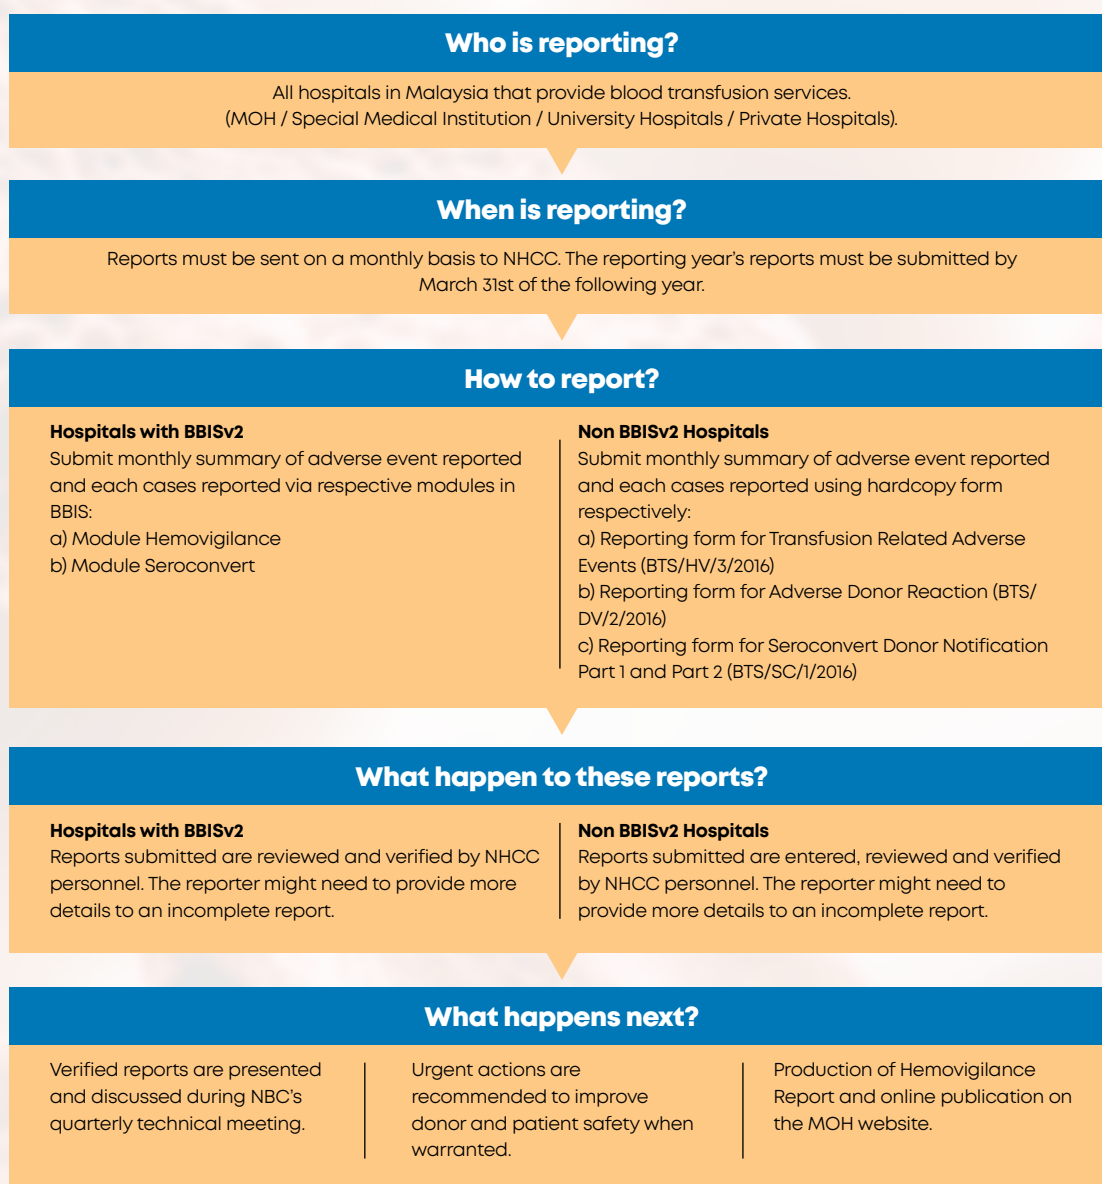 Who is reporting?
All hospitals in Malaysia that provide blood transfusion services.
(MOH / Special Medical Institution / University Hospitals / Private Hospitals).
When is reporting?
Reports must be sent on a monthly basis to NHCC. The reporting year's reports must be submitted by
March 31st of the following year.
How to report?
Hospitals with BBISv2
Submit monthly summary of adverse event reported
and each cases reported via respective modules in
BBIS:
a) Module Hemovigilance
b) Module Seroconvert
Non BBISv2 Hospitals
Submit monthly summary of adverse event reported
and each cases reported using hardcopy form
respectively:
a) Reporting form for Transfusion Related Adverse
Events (BTS/HV/3/2016)
b) Reporting form for Adverse Donor Reaction (BTS/
DV/2/2016)
c) Reporting form for Seroconvert Donor Notification
Part 1 and Part 2 (BTS/SC/1/2016)
What happen to these reports?
Hospitals with BBISv2
Reports submitted are reviewed and verified by NHCC
personnel. The reporter might need to provide more
details to an incomplete report.
Non BBISv2 Hospitals
Reports submitted are entered, reviewed and verified
by NHCC personnel. The reporter might need to
provide more details to an incomplete report.
What happens next?
Verified reports are presented
and discussed during NBC's
quarterly technical meeting.
Urgent actions are
recommended to improve
donor and patient safety when
warranted.
Production of Hemovigilance
Report and online publication on
the MOH website.